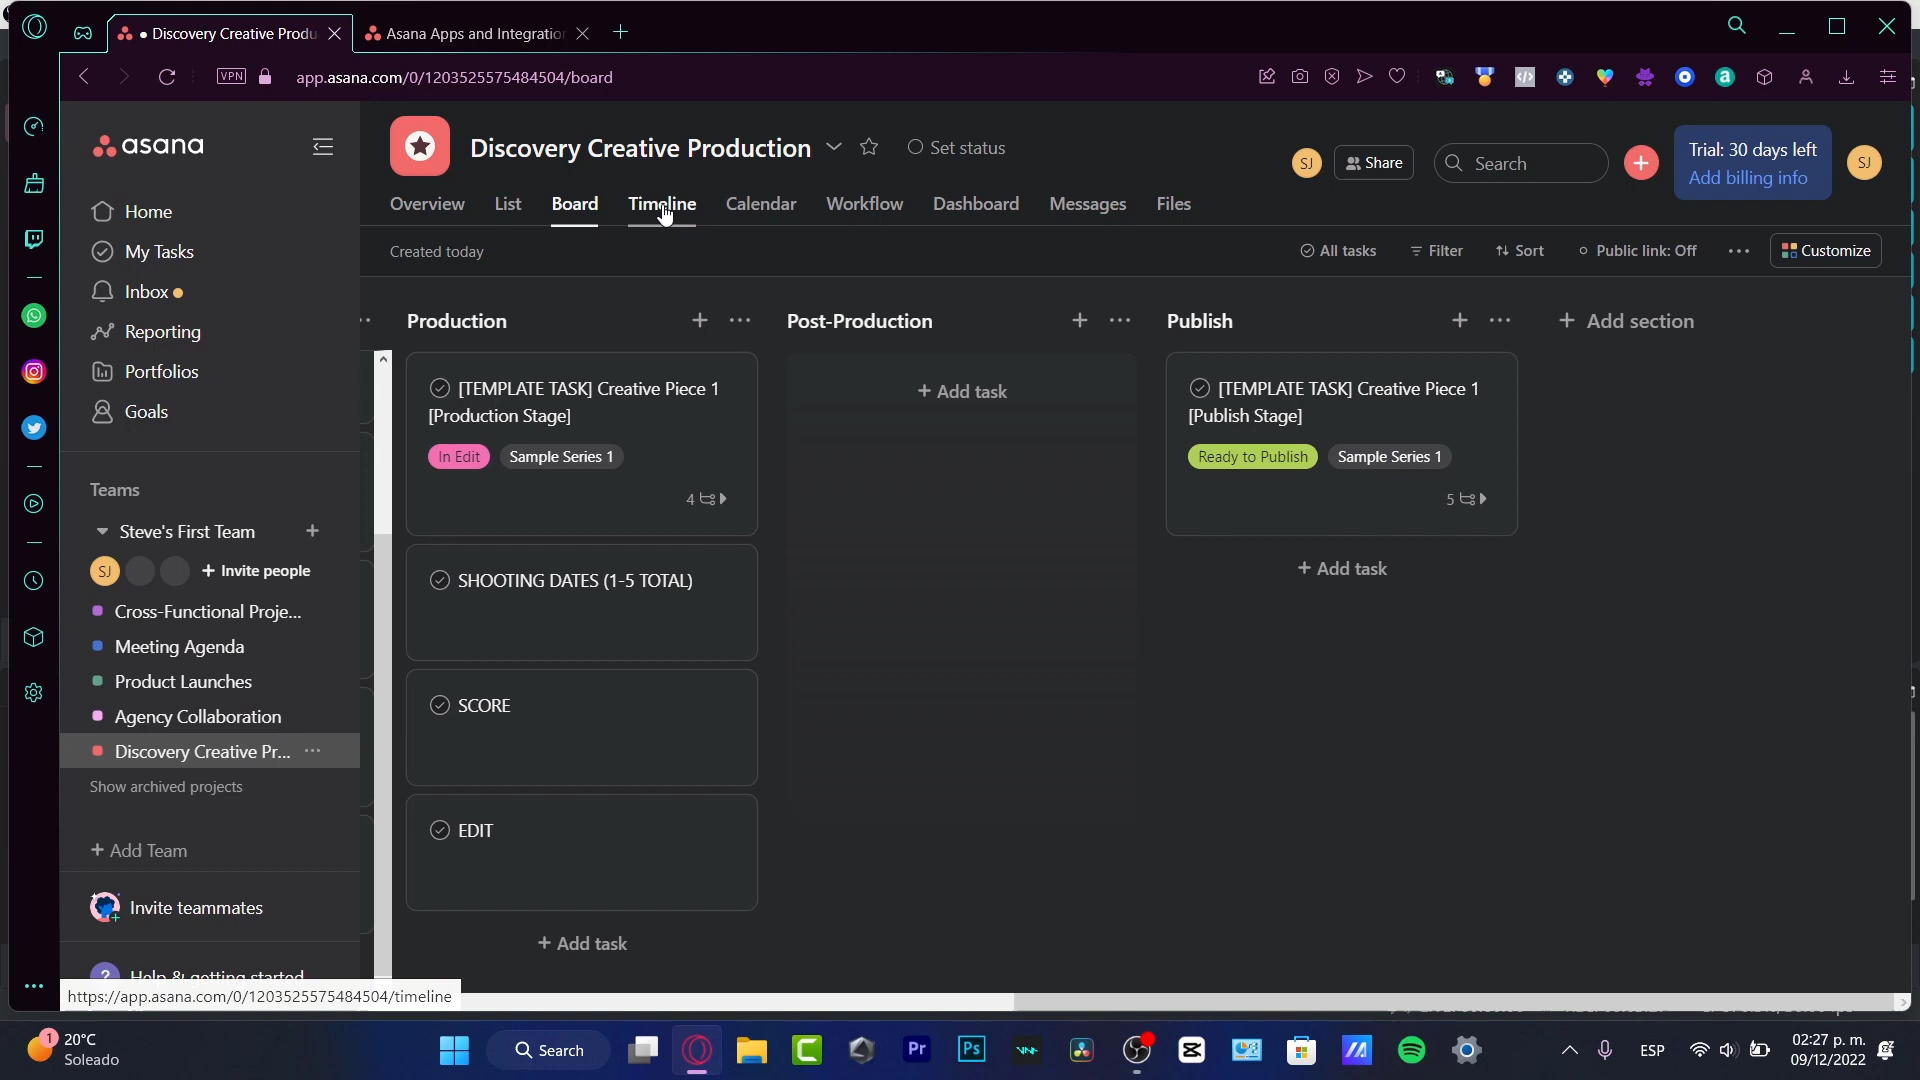 Discovery Creative Produ
Asana Apps and Integratio
VPN
app.asana.com/0/1203525575484504/board
asana
Home
My Tasks
Inbox
Reporting
Portfolios
Goals
Teams
Steve's First Team
SJ
+ Invite people
Cross-Functional Proje...
Meeting Agenda
Product Launches
Agency Collaboration
Discovery Creative Pr...
Show archived projects
+ Add Team
Invite teammates
? Help & getting started
https://app.asana.com/0/1203525575484504/timeline
Discovery Creative Production
Set status
SJ
Share
Search
Trial: 30 days left
Add billing info
SJ
Overview
List
Board
Timeline
Calendar
Workflow
Dashboard
Messages
Files
Created today
All tasks
Filter
Sort
Public link: Off
Customize
Production
[TEMPLATE TASK] Creative Piece 1
[Production Stage]
In Edit
Sample Series 1
4
SHOOTING DATES (1-5 TOTAL)
SCORE
EDIT
+ Add task
Post-Production
+ Add task
Publish
[TEMPLATE TASK] Creative Piece 1
[Publish Stage]
Ready to Publish
Sample Series 1
5
+ Add task
+ Add section
1
20°C
Soleado
Search
Pr
Ps
ESP
02:27 p. m.
09/12/2022